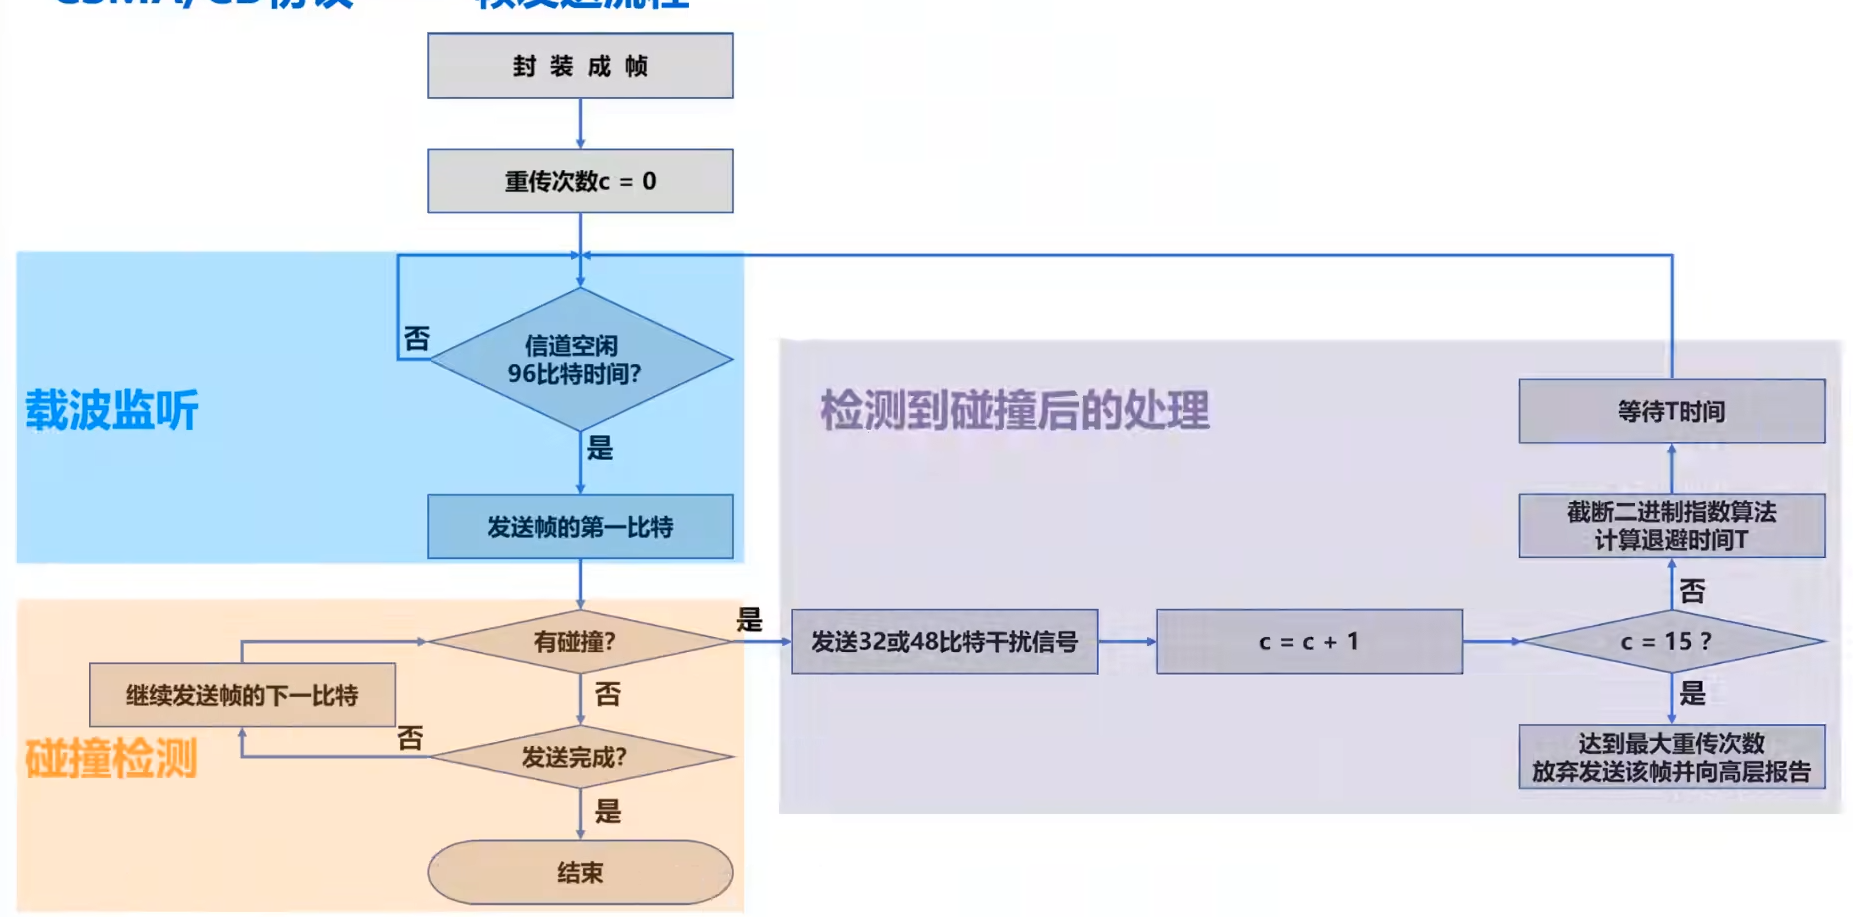 封 装 成 帧
重传次数c = 0
否
信道空闲
96比特时间?
载波监听
是
发送帧的第一比特
检测到碰撞后的处理
等待T时间
截断二进制指数算法
计算退避时间T
否
有碰撞?
是
发送32或48比特干扰信号
c = c + 1
c = 15 ?
继续发送帧的下一比特
否
是
碰撞检测
否
发送完成?
达到最大重传次数
放弃发送该帧并向高层报告
是
结束